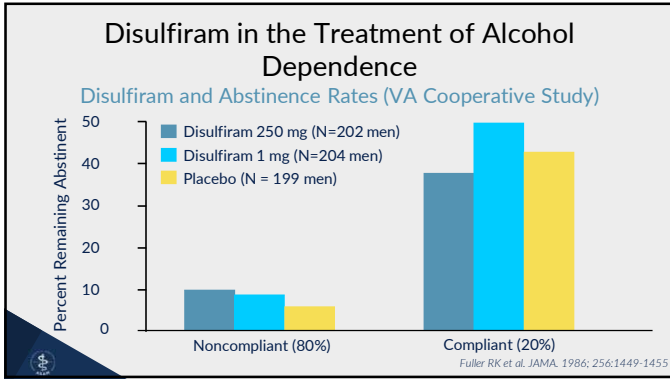 Disulfiram in the Treatment of Alcohol
Dependence
Disulfiram and Abstinence Rates (VA Cooperative Study)
Percent Remaining Abstinent
50
40
30
20
10
0
Disulfiram 250 mg (N=202 men)
Disulfiram 1 mg (N=204 men)
Placebo (N = 199 men)
Noncompliant (80%)
Compliant (20%)
Fuller RK et al. JAMA. 1986; 256:1449-1455